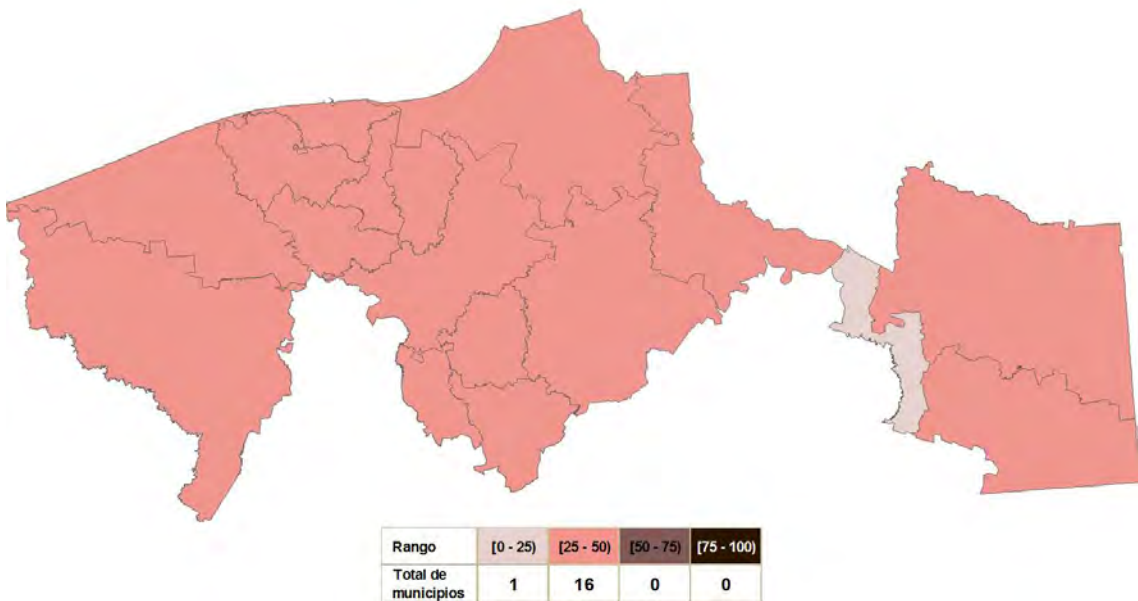 Rango [0 - 25) [25 - 50) [50 - 75) [75 - 100)
Total de municipios 1 16 0 0